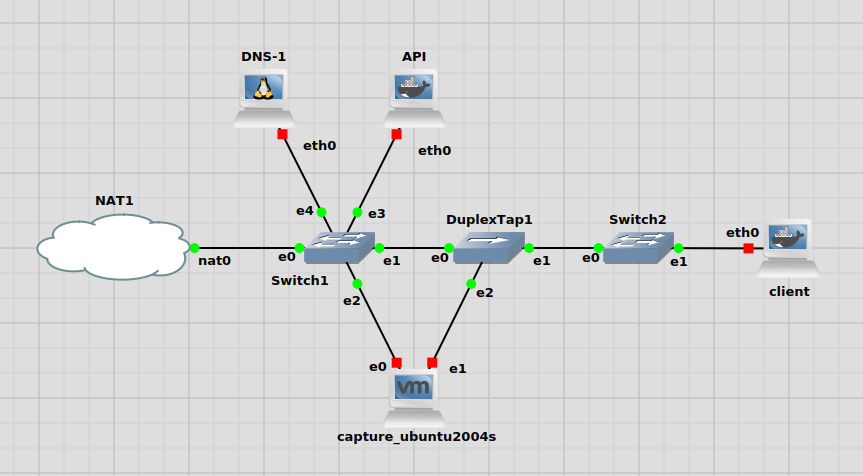 DNS-1
API
eth0
eth0
NAT1
e4
e3
DuplexTap1
Switch2
eth0
nat0
e0
e1
e0
e1
e0
e1
Switch1
client
e2
e2
e0
e1
vm
capture_ubuntu2004s